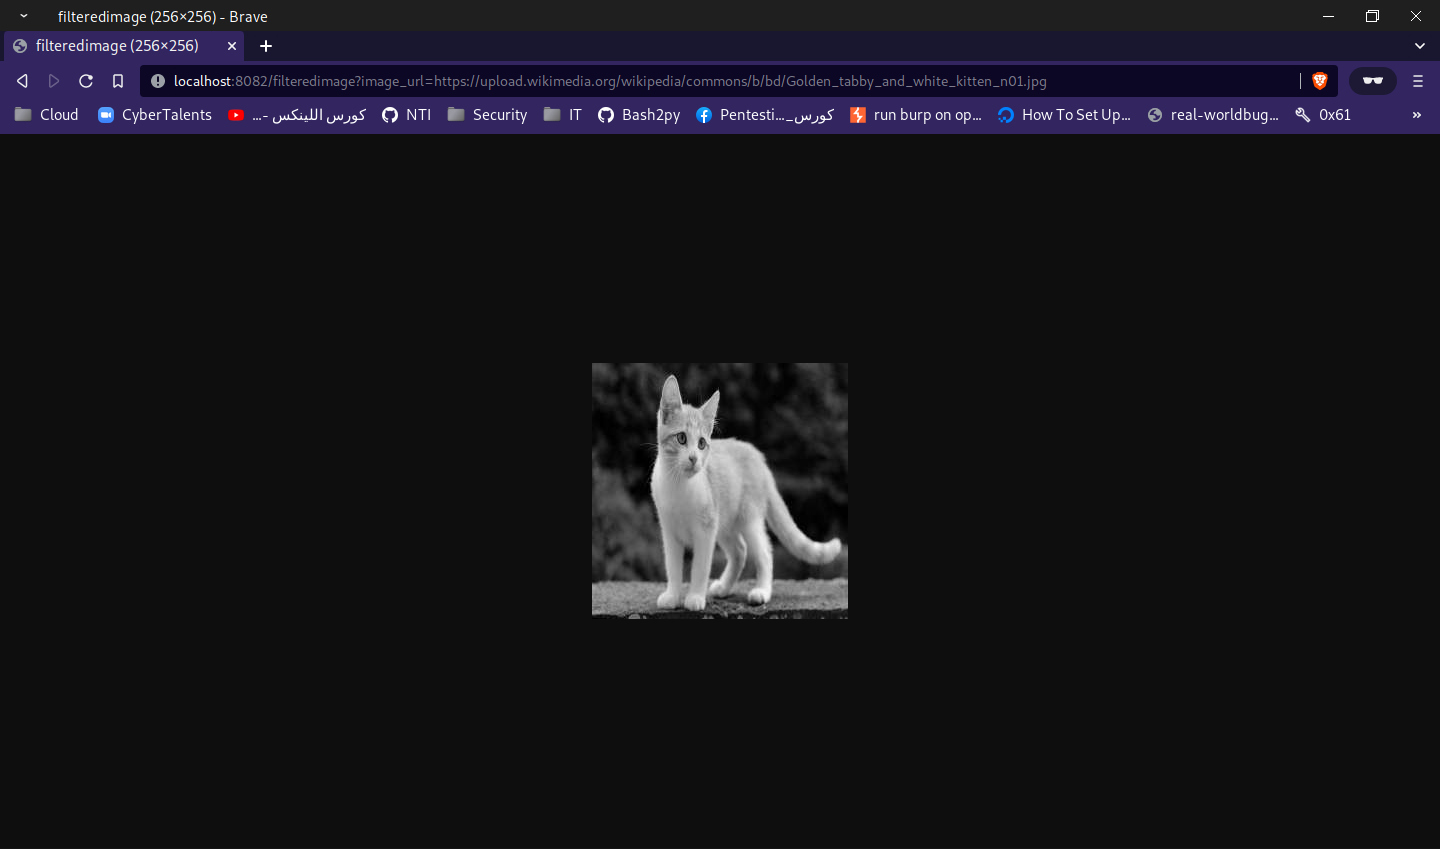 filteredimage (256×256) - Brave
filteredimage (256×256)
localhost:8082/filteredimage?image_url=https://upload.wikimedia.org/wikipedia/commons/b/bd/Golden_tabby_and_white_kitten_n01.jpg
Cloud CyberTalents كورس اللينكس -... NTI Security IT Bash2py Pentesti..._كورس run burp on op... How To Set Up... real-worldbug... 0x61 »